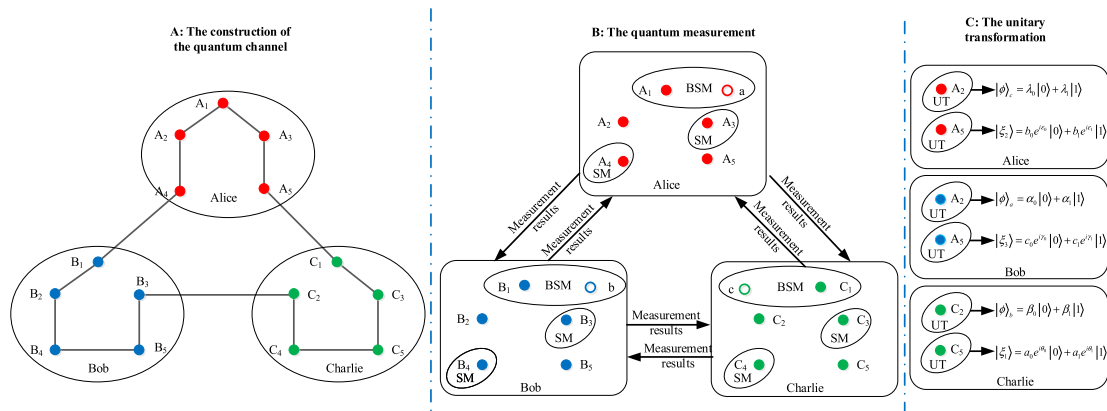 A: The construction of
the quantum channel
A1
A2
A3
A4
A5
Alice
B1
B2
B3
B4
B5
Bob
C1
C2
C3
C4
C5
Charlie
B: The quantum measurement
A1
BSM
a
A2
A3
SM
A4
SM
A5
Alice
Measurement
results
Measurement
results
Measurement
results
Measurement
results
B1
BSM
b
B2
B3
SM
B4
SM
B5
Bob
Measurement
results
Measurement
results
c
BSM
C1
C2
C3
SM
C4
SM
C5
Charlie
C: The unitary
transformation
A2 |ϕ⟩c = λ0|0⟩ + λ1|1⟩
UT
A5 |ξ2⟩ = b0e^{iε0}|0⟩ + b1e^{iε1}|1⟩
UT
Alice
A2 |ϕ⟩a = α0|0⟩ + α1|1⟩
UT
A5 |ξ3⟩ = c0e^{iγ0}|0⟩ + c1e^{iγ1}|1⟩
UT
Bob
C2 |ϕ⟩b = β0|0⟩ + β1|1⟩
UT
C5 |ξ1⟩ = a0e^{iθ0}|0⟩ + a1e^{iθ1}|1⟩
UT
Charlie